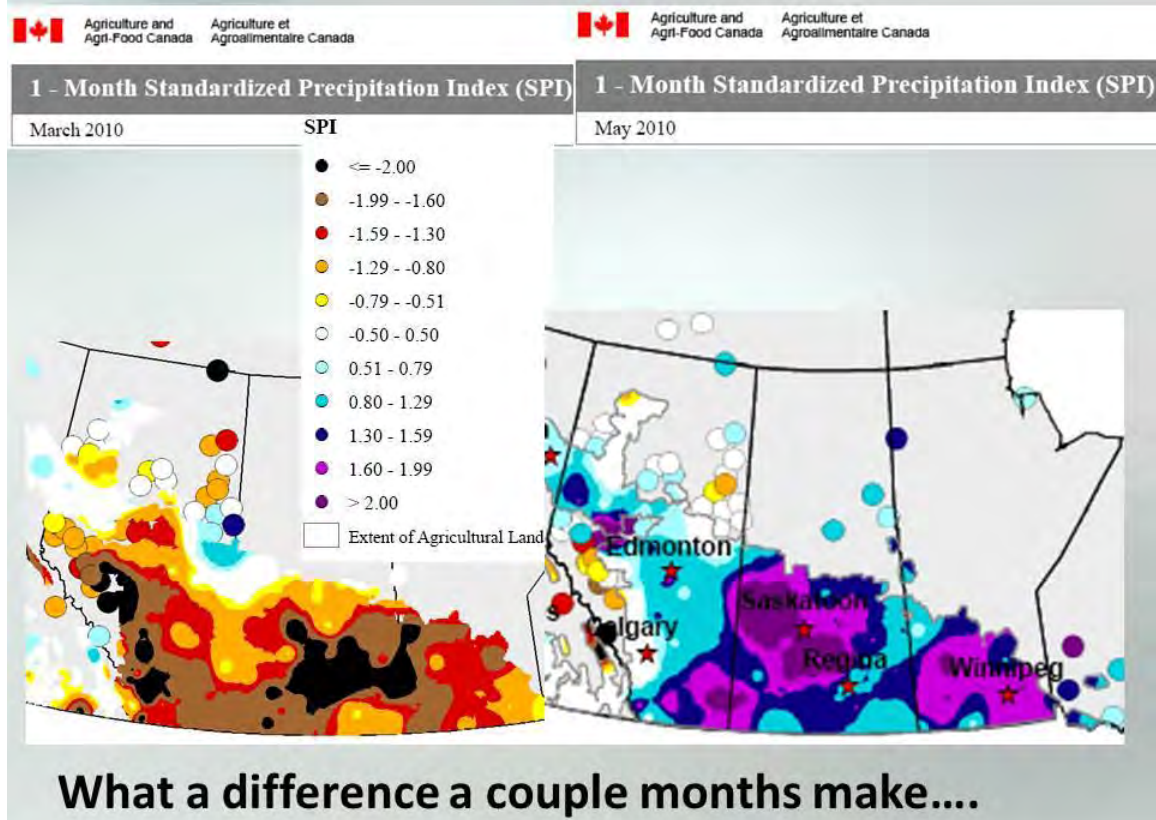 Agriculture and
Agri-Food Canada
Agriculture et
Agroalimentaire Canada
1 - Month Standardized Precipitation Index (SPI)
March 2010
SPI
<= -2.00
-1.99 - -1.60
-1.59 - -1.30
-1.29 - -0.80
-0.79 - -0.51
-0.50 - 0.50
0.51 - 0.79
0.80 - 1.29
1.30 - 1.59
1.60 - 1.99
> 2.00
Extent of Agricultural Land
Agriculture and
Agri-Food Canada
Agriculture et
Agroalimentaire Canada
1 - Month Standardized Precipitation Index (SPI)
May 2010
Edmonton
Saskatoon
s
Calgary
Regina
Winnipeg
What a difference a couple months make....